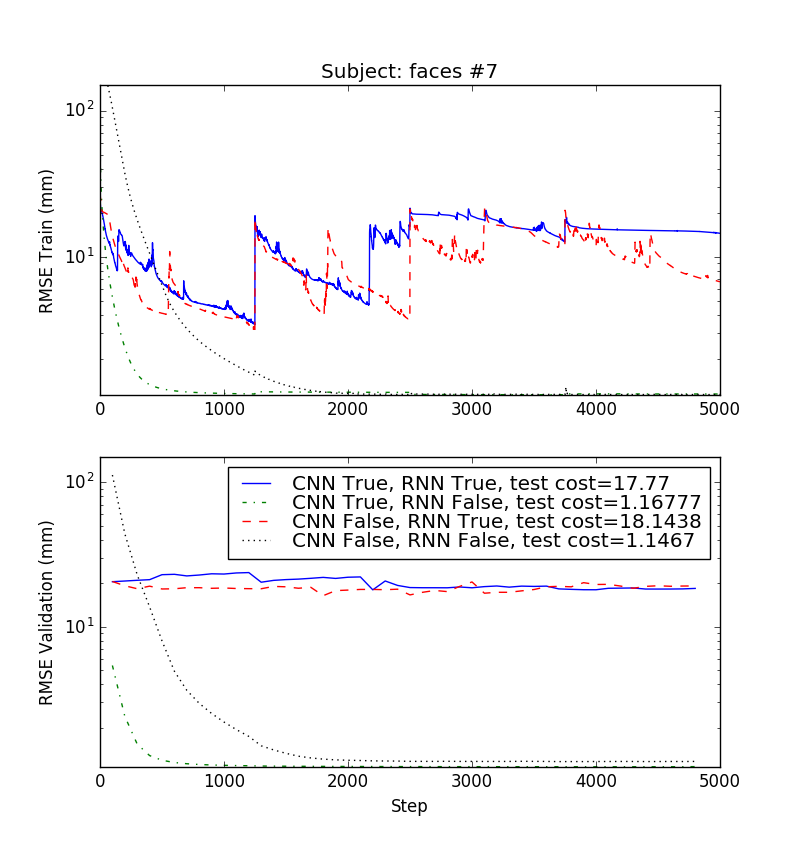 Subject: faces #7
RMSE Train (mm)
10²
10¹
0 1000 2000 3000 4000 5000
RMSE Validation (mm)
10²
10¹
CNN True, RNN True, test cost=17.77
CNN True, RNN False, test cost=1.16777
CNN False, RNN True, test cost=18.1438
CNN False, RNN False, test cost=1.1467
0 1000 2000 3000 4000 5000
Step